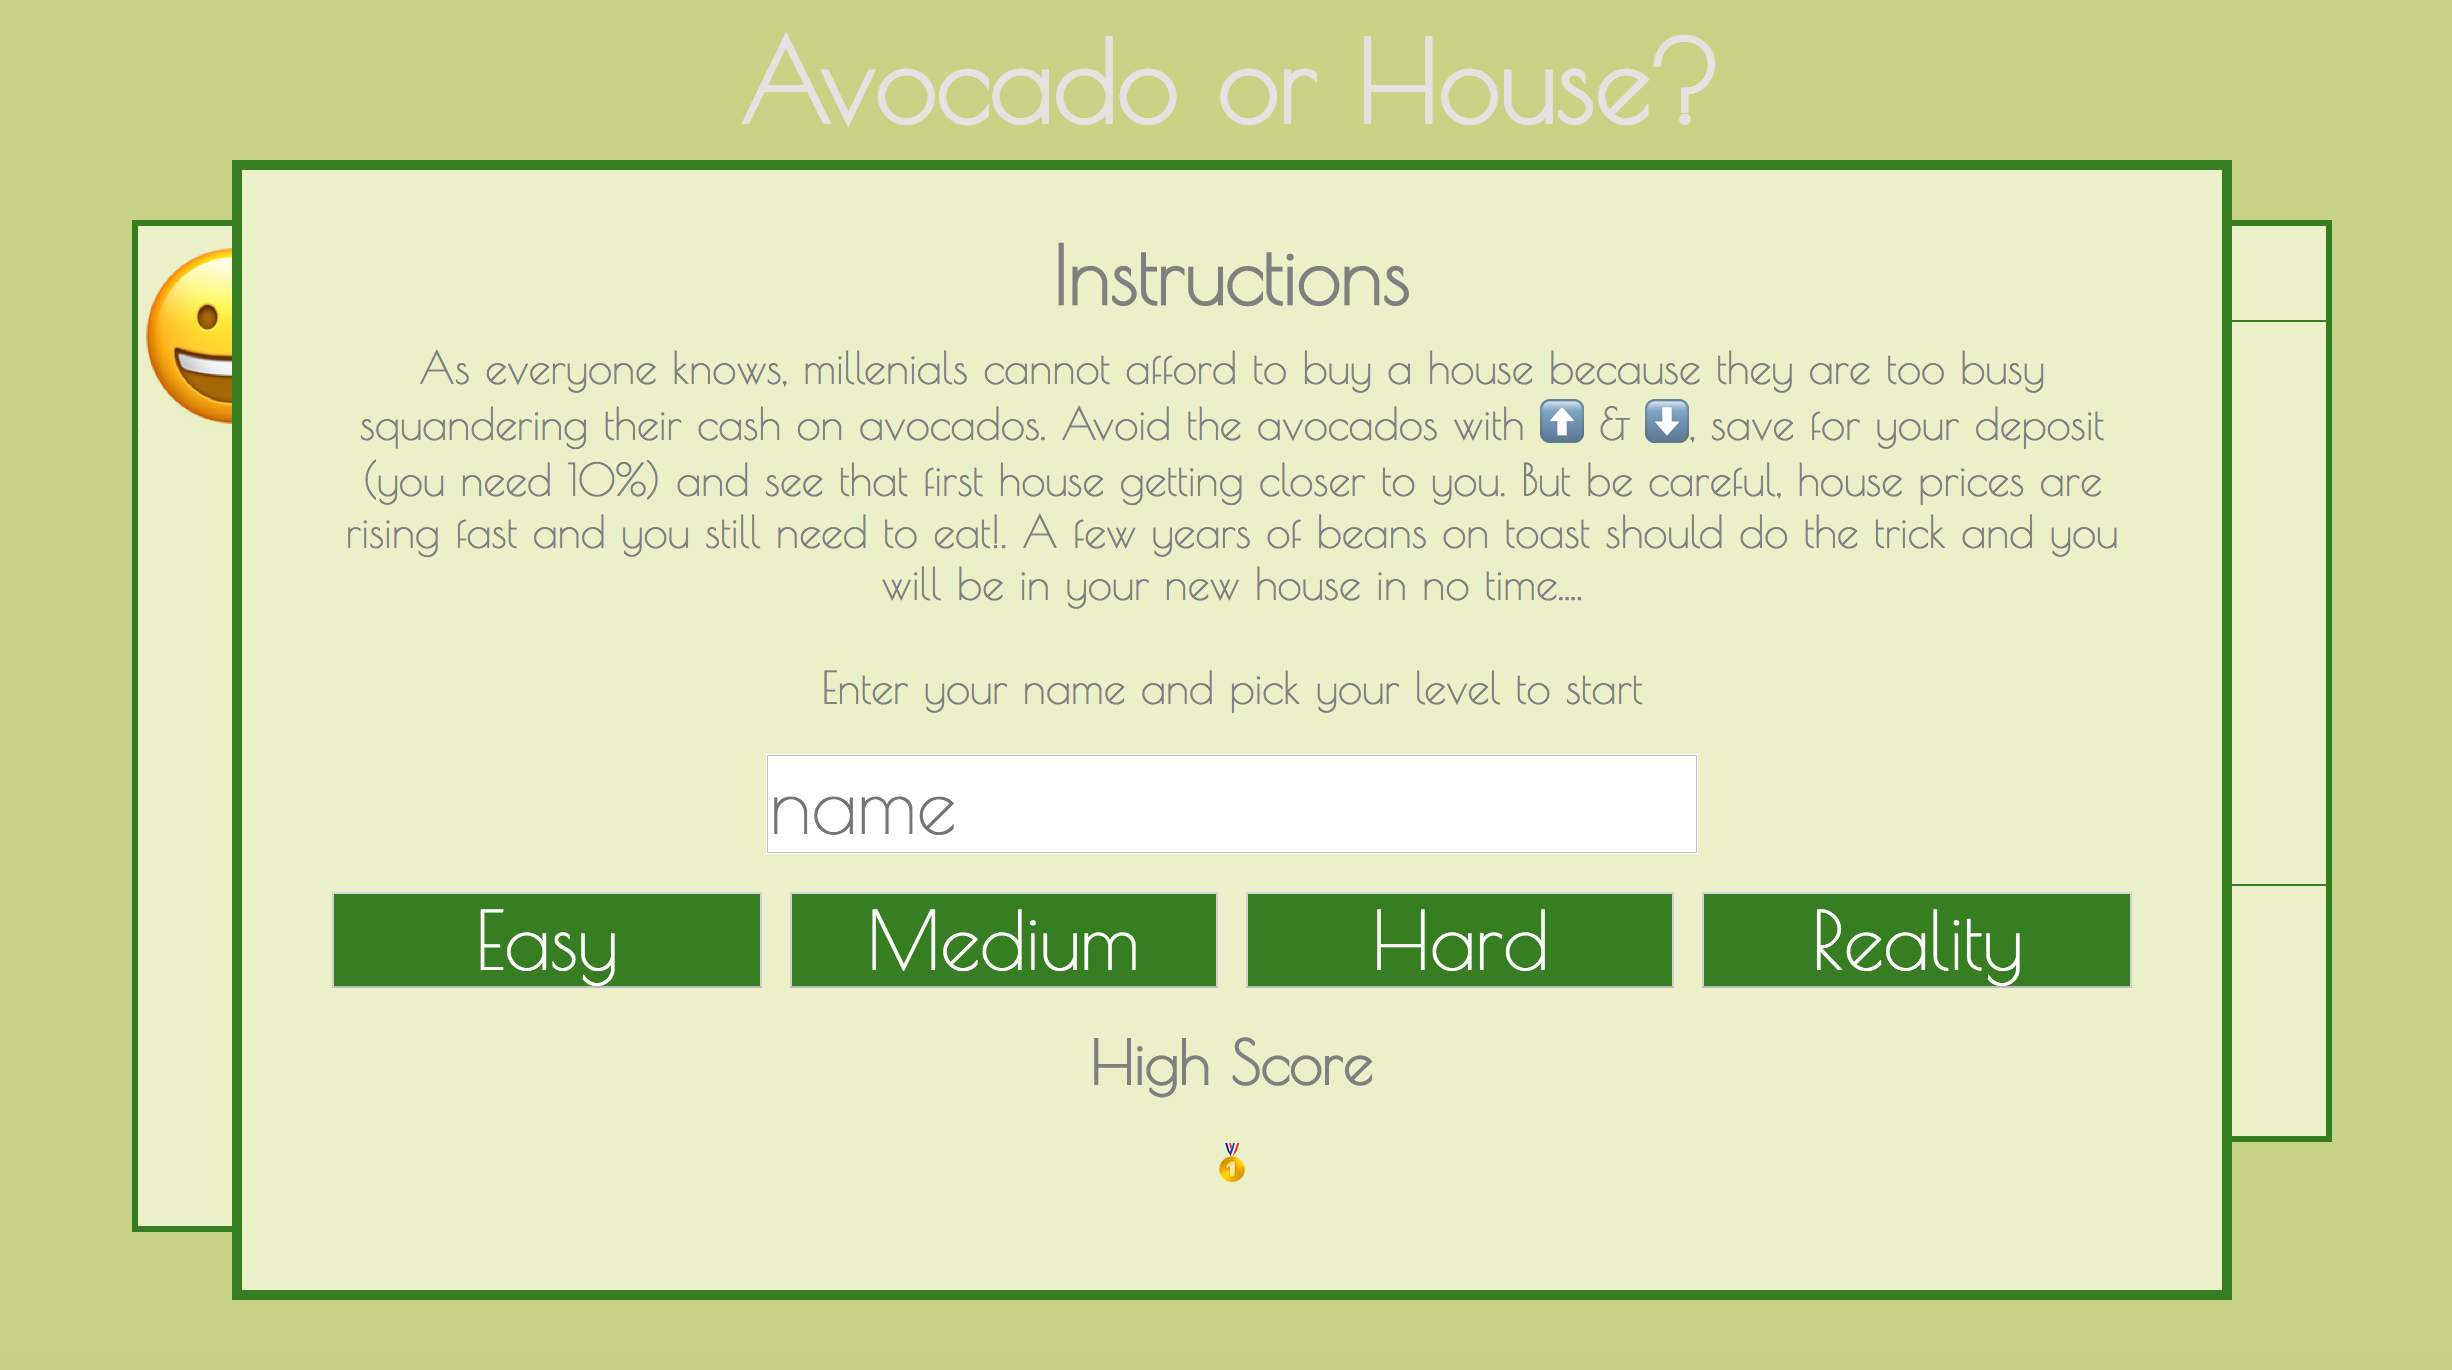 Avocado or House?
Instructions
As everyone knows, millenials cannot afford to buy a house because they are too busy
squandering their cash on avocados. Avoid the avocados with ⬆️ & ⬇️, save for your deposit
(you need 10%) and see that first house getting closer to you. But be careful, house prices are
rising fast and you still need to eat!. A few years of beans on toast should do the trick and you
will be in your new house in no time....
Enter your name and pick your level to start
name
Easy Medium Hard Reality
High Score
🥇